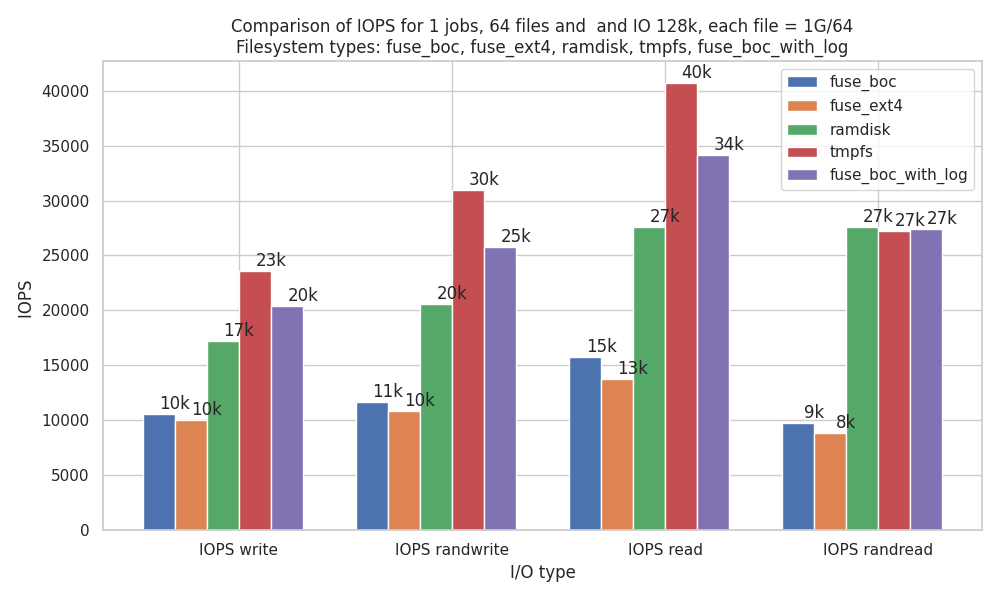 Comparison of IOPS for 1 jobs, 64 files and  and IO 128k, each file = 1G/64
Filesystem types: fuse_boc, fuse_ext4, ramdisk, tmpfs, fuse_boc_with_log
fuse_boc
fuse_ext4
ramdisk
tmpfs
fuse_boc_with_log
IOPS
40000
35000
30000
25000
20000
15000
10000
5000
0
10k
10k
17k
23k
20k
11k
10k
20k
30k
25k
15k
13k
27k
40k
34k
9k
8k
27k
27k
27k
IOPS write
IOPS randwrite
IOPS read
IOPS randread
I/O type